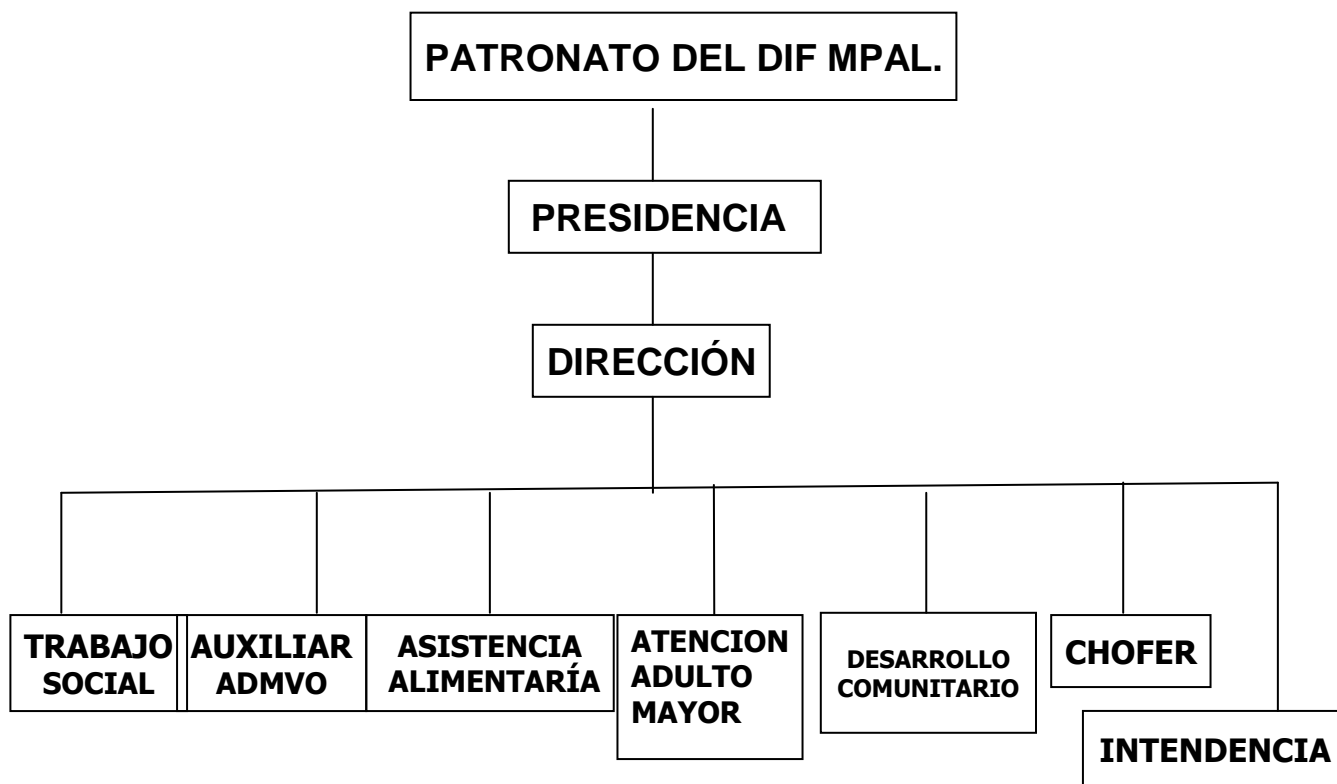 PATRONATO DEL DIF MPAL.
PRESIDENCIA
DIRECCIÓN
TRABAJO
SOCIAL
AUXILIAR
ADMVO
ASISTENCIA
ALIMENTARÍA
ATENCION
ADULTO
MAYOR
DESARROLLO
COMUNITARIO
CHOFER
INTENDENCIA